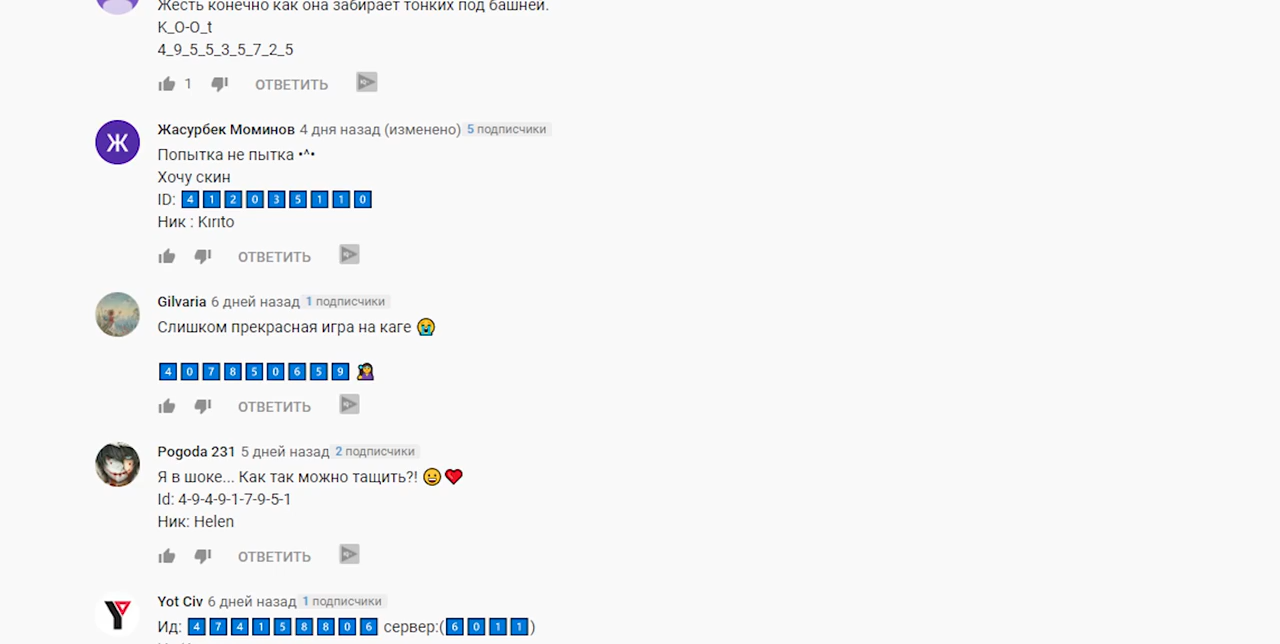 Жесть конечно как она забирает тонких под башней.
K_O-O_t
4_9_5_5_3_5_7_2_5
1 ОТВЕТИТЬ
Ж
Жасурбек Моминов 4 дня назад (изменено) 5 подписчики
Попытка не пытка •^•
Хочу скин
ID: 4 1 2 0 3 5 1 1 0
Ник : Kırıto
ОТВЕТИТЬ
Gilvaria 6 дней назад 1 подписчики
Слишком прекрасная игра на каге 😭
4 0 7 8 5 0 6 5 9 🤷‍♀️
ОТВЕТИТЬ
Pogoda 231 5 дней назад 2 подписчики
Я в шоке... Как так можно тащить?! 😀❤
Id: 4-9-4-9-1-7-9-5-1
Ник: Helen
ОТВЕТИТЬ
Yot Civ 6 дней назад 1 подписчики
Ид: 4 7 4 1 5 8 8 0 6 сервер:(6 0 1 1)